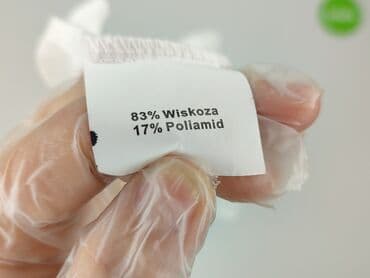 83% Wiskoza
17% Poliamid